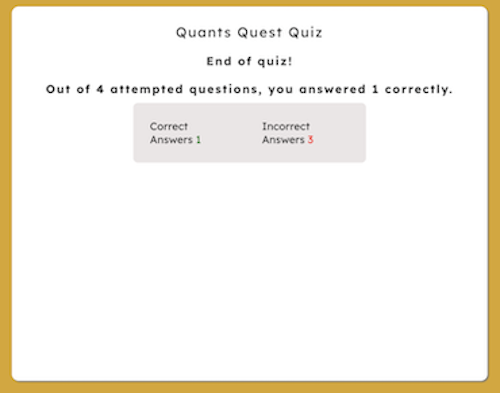 Quants Quest Quiz
End of quiz!
Out of 4 attempted questions, you answered 1 correctly.
Correct
Answers 1
Incorrect
Answers 3